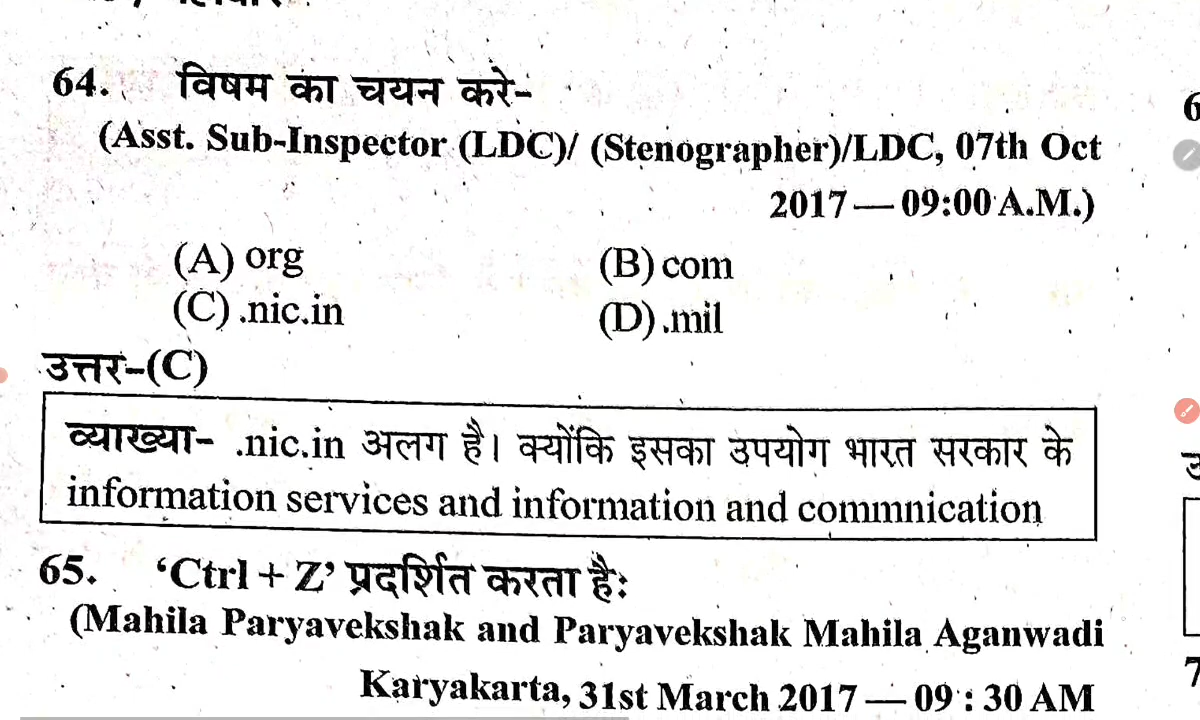 64. विषम का चयन करे-
(Asst. Sub-Inspector (LDC)/ (Stenographer)/LDC, 07th Oct
2017—09:00 A.M.)
(A) org (B) com
(C) .nic.in (D) .mil
उत्तर-(C)
व्याख्या- .nic.in अलग है। क्योंकि इसका उपयोग भारत सरकार के
information services and information and commnication
65. ‘Ctrl + Z’ प्रदर्शित करता है:
(Mahila Paryavekshak and Paryavekshak Mahila Aganwadi
Karyakarta, 31st March 2017—09 : 30 AM